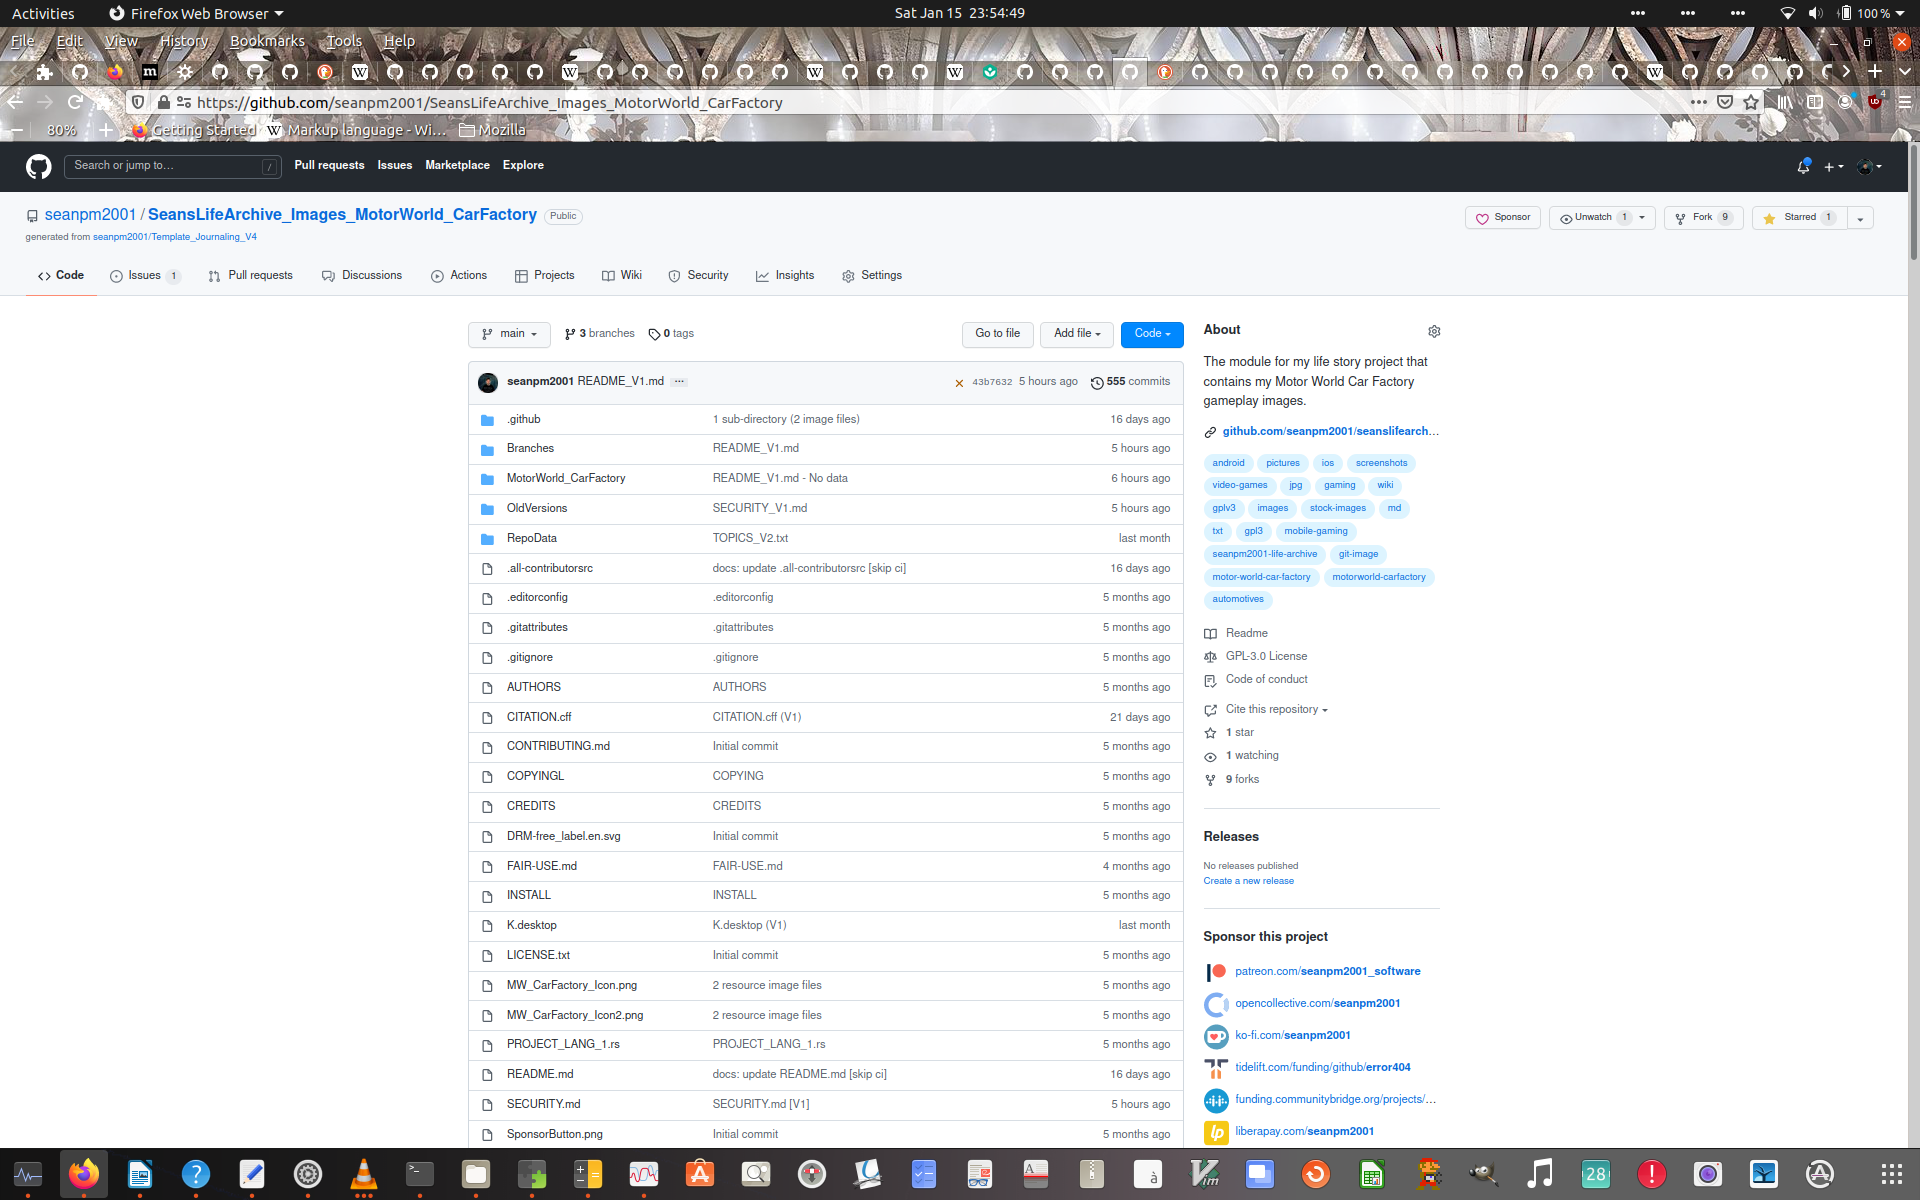 Activities
Firefox Web Browser
Sat Jan 15 23:54:49
100 %
File Edit View History Bookmarks Tools Help
https://github.com/seanpm2001/SeansLifeArchive_Images_MotorWorld_CarFactory
4
80%
Getting Started
Markup language - Wi…
Mozilla
Search or jump to…
/
Pull requests
Issues
Marketplace
Explore
seanpm2001 / SeansLifeArchive_Images_MotorWorld_CarFactory
Public
Sponsor
Unwatch 1
Fork 9
Starred 1
generated from seanpm2001/Template_Journaling_V4
Code
Issues 1
Pull requests
Discussions
Actions
Projects
Wiki
Security
Insights
Settings
main
3 branches
0 tags
Go to file
Add file
Code
seanpm2001 README_V1.md ...
43b7632 5 hours ago
555 commits
.github 1 sub-directory (2 image files) 16 days ago
Branches README_V1.md 5 hours ago
MotorWorld_CarFactory README_V1.md - No data 6 hours ago
OldVersions SECURITY_V1.md 5 hours ago
RepoData TOPICS_V2.txt last month
.all-contributorsrc docs: update .all-contributorsrc [skip ci] 16 days ago
.editorconfig .editorconfig 5 months ago
.gitattributes .gitattributes 5 months ago
.gitignore .gitignore 5 months ago
AUTHORS AUTHORS 5 months ago
CITATION.cff CITATION.cff (V1) 21 days ago
CONTRIBUTING.md Initial commit 5 months ago
COPYINGL COPYING 5 months ago
CREDITS CREDITS 5 months ago
DRM-free_label.en.svg Initial commit 5 months ago
FAIR-USE.md FAIR-USE.md 4 months ago
INSTALL INSTALL 5 months ago
K.desktop K.desktop (V1) last month
LICENSE.txt Initial commit 5 months ago
MW_CarFactory_Icon.png 2 resource image files 5 months ago
MW_CarFactory_Icon2.png 2 resource image files 5 months ago
PROJECT_LANG_1.rs PROJECT_LANG_1.rs 5 months ago
README.md docs: update README.md [skip ci] 16 days ago
SECURITY.md SECURITY.md [V1] 5 hours ago
SponsorButton.png Initial commit 5 months ago
About
The module for my life story project that
contains my Motor World Car Factory
gameplay images.
github.com/seanpm2001/seanslifearch…
android pictures ios screenshots
video-games jpg gaming wiki
gplv3 images stock-images md
txt gpl3 mobile-gaming
seanpm2001-life-archive git-image
motor-world-car-factory motorworld-carfactory
automotives
Readme
GPL-3.0 License
Code of conduct
Cite this repository
1 star
1 watching
9 forks
Releases
No releases published
Create a new release
Sponsor this project
patreon.com/seanpm2001_software
opencollective.com/seanpm2001
ko-fi.com/seanpm2001
tidelift.com/funding/github/error404
funding.communitybridge.org/projects/…
liberapay.com/seanpm2001
28